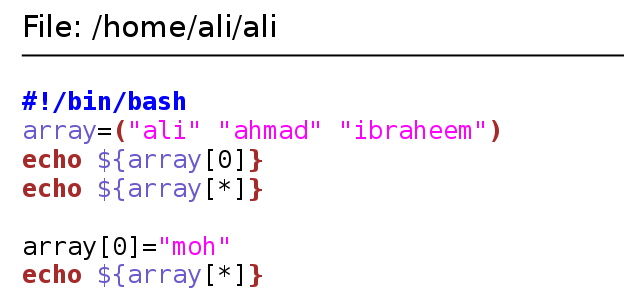 File: /home/ali/ali
#!/bin/bash
array=("ali" "ahmad" "ibraheem")
echo ${array[0]}
echo ${array[*]}
array[0]="moh"
echo ${array[*]}